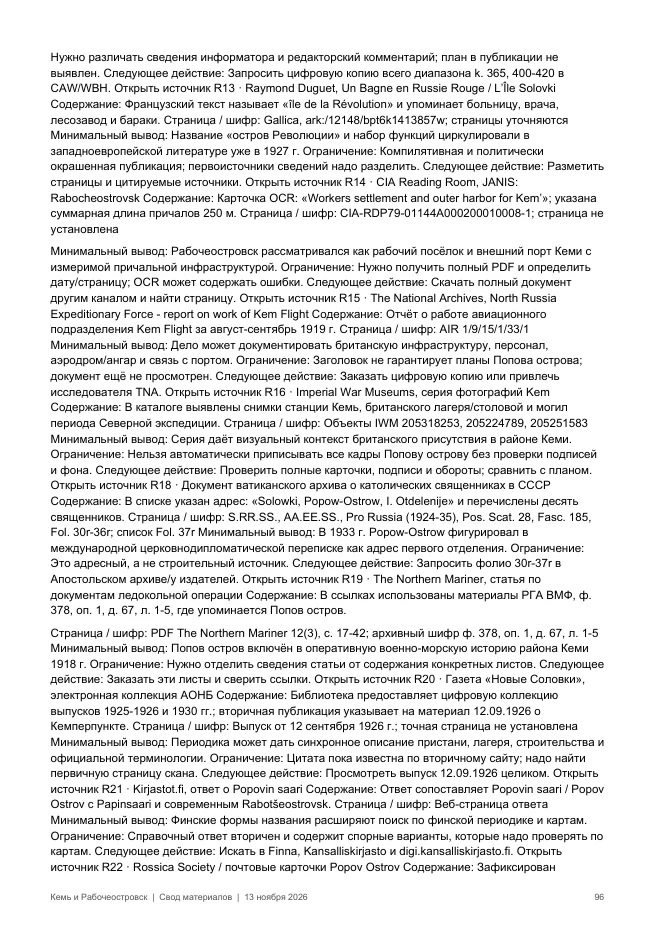 Нужно различать сведения информатора и редакторский комментарий; план в публикации не
выявлен. Следующее действие: Запросить цифровую копию всего диапазона k. 365, 400-420 в
CAW/WBH. Открыть источник R13 · Raymond Duguet, Un Bagne en Russie Rouge / L’Île Solovki
Содержание: Французский текст называет «île de la Révolution» и упоминает больницу, врача,
лесозавод и бараки. Страница / шифр: Gallica, ark:/12148/bpt6k1413857w; страницы уточняются
Минимальный вывод: Название «остров Революции» и набор функций циркулировали в
западноевропейской литературе уже в 1927 г. Ограничение: Компилятивная и политически
окрашенная публикация; первоисточники сведений надо разделить. Следующее действие: Разметить
страницы и цитируемые источники. Открыть источник R14 · CIA Reading Room, JANIS:
Rabocheostrovsk Содержание: Карточка OCR: «Workers settlement and outer harbor for Kem’»; указана
суммарная длина причалов 250 м. Страница / шифр: CIA-RDP79-01144A000200010008-1; страница не
установлена
Минимальный вывод: Рабочеостровск рассматривался как рабочий посёлок и внешний порт Кеми с
измеримой причальной инфраструктурой. Ограничение: Нужно получить полный PDF и определить
дату/страницу; OCR может содержать ошибки. Следующее действие: Скачать полный документ
другим каналом и найти страницу. Открыть источник R15 · The National Archives, North Russia
Expeditionary Force - report on work of Kem Flight Содержание: Отчёт о работе авиационного
подразделения Kem Flight за август-сентябрь 1919 г. Страница / шифр: AIR 1/9/15/1/33/1
Минимальный вывод: Дело может документировать британскую инфраструктуру, персонал,
аэродром/ангар и связь с портом. Ограничение: Заголовок не гарантирует планы Попова острова;
документ ещё не просмотрен. Следующее действие: Заказать цифровую копию или привлечь
исследователя TNA. Открыть источник R16 · Imperial War Museums, серия фотографий Kem
Содержание: В каталоге выявлены снимки станции Кемь, британского лагеря/столовой и могил
периода Северной экспедиции. Страница / шифр: Объекты IWM 205318253, 205224789, 205251583
Минимальный вывод: Серия даёт визуальный контекст британского присутствия в районе Кеми.
Ограничение: Нельзя автоматически приписывать все кадры Попову острову без проверки подписей
и фона. Следующее действие: Проверить полные карточки, подписи и обороты; сравнить с планом.
Открыть источник R18 · Документ ватиканского архива о католических священниках в СССР
Содержание: В списке указан адрес: «Solowki, Popow-Ostrow, I. Otdelenije» и перечислены десять
священников. Страница / шифр: S.RR.SS., AA.EE.SS., Pro Russia (1924-35), Pos. Scat. 28, Fasc. 185,
Fol. 30r-36r; список Fol. 37r Минимальный вывод: В 1933 г. Popow-Ostrow фигурировал в
международной церковнодипломатической переписке как адрес первого отделения. Ограничение:
Это адресный, а не строительный источник. Следующее действие: Запросить фолио 30r-37r в
Апостольском архиве/у издателей. Открыть источник R19 · The Northern Mariner, статья по
документам ледокольной операции Содержание: В ссылках использованы материалы РГА ВМФ, ф.
378, оп. 1, д. 67, л. 1-5, где упоминается Попов остров.
Страница / шифр: PDF The Northern Mariner 12(3), с. 17-42; архивный шифр ф. 378, оп. 1, д. 67, л. 1-5
Минимальный вывод: Попов остров включён в оперативную военно-морскую историю района Кеми
1918 г. Ограничение: Нужно отделить сведения статьи от содержания конкретных листов. Следующее
действие: Заказать эти листы и сверить ссылки. Открыть источник R20 · Газета «Новые Соловки»,
электронная коллекция АОНБ Содержание: Библиотека предоставляет цифровую коллекцию
выпусков 1925-1926 и 1930 гг.; вторичная публикация указывает на материал 12.09.1926 о
Кемперпункте. Страница / шифр: Выпуск от 12 сентября 1926 г.; точная страница не установлена
Минимальный вывод: Периодика может дать синхронное описание пристани, лагеря, строительства и
официальной терминологии. Ограничение: Цитата пока известна по вторичному сайту; надо найти
первичную страницу скана. Следующее действие: Просмотреть выпуск 12.09.1926 целиком. Открыть
источник R21 · Kirjastot.fi, ответ о Popovin saari Содержание: Ответ сопоставляет Popovin saari / Popov
Ostrov с Papinsaari и современным Rabotšeostrovsk. Страница / шифр: Веб-страница ответа
Минимальный вывод: Финские формы названия расширяют поиск по финской периодике и картам.
Ограничение: Справочный ответ вторичен и содержит спорные варианты, которые надо проверять по
картам. Следующее действие: Искать в Finna, Kansalliskirjasto и digi.kansalliskirjasto.fi. Открыть
источник R22 · Rossica Society / почтовые карточки Popov Ostrov Содержание: Зафиксирован
Кемь и Рабочеостровск | Свод материалов | 13 ноября 2026
96